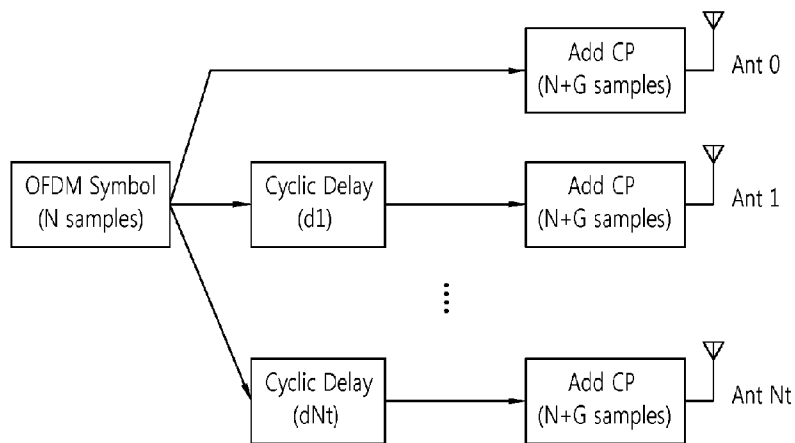 Add CP
(N+G samples)
Ant 0
OFDM Symbol
(N samples)
Cyclic Delay
(d1)
Add CP
(N+G samples)
Ant 1
Cyclic Delay
(dNt)
Add CP
(N+G samples)
Ant Nt